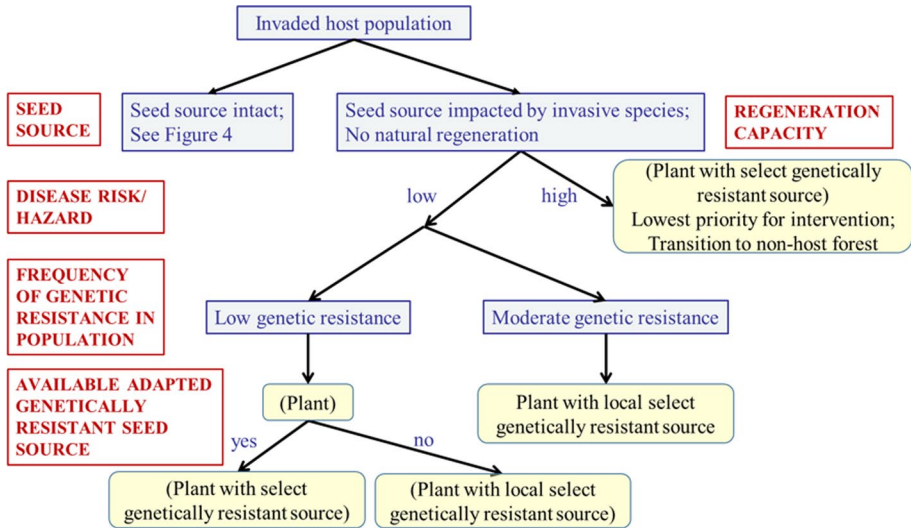 Invaded host population
SEED
SOURCE
Seed source intact;
See Figure 4
Seed source impacted by invasive species;
No natural regeneration
REGENERATION
CAPACITY
(Plant with select genetically
resistant source)
Lowest priority for intervention;
Transition to non-host forest
low
high
DISEASE RISK/
HAZARD
FREQUENCY
OF GENETIC
RESISTANCE IN
POPULATION
Low genetic resistance
Moderate genetic resistance
AVAILABLE ADAPTED
GENETICALLY
RESISTANT SEED
SOURCE
(Plant)
Plant with local select
genetically resistant source
yes
no
(Plant with select
genetically resistant source)
(Plant with local select
genetically resistant source)